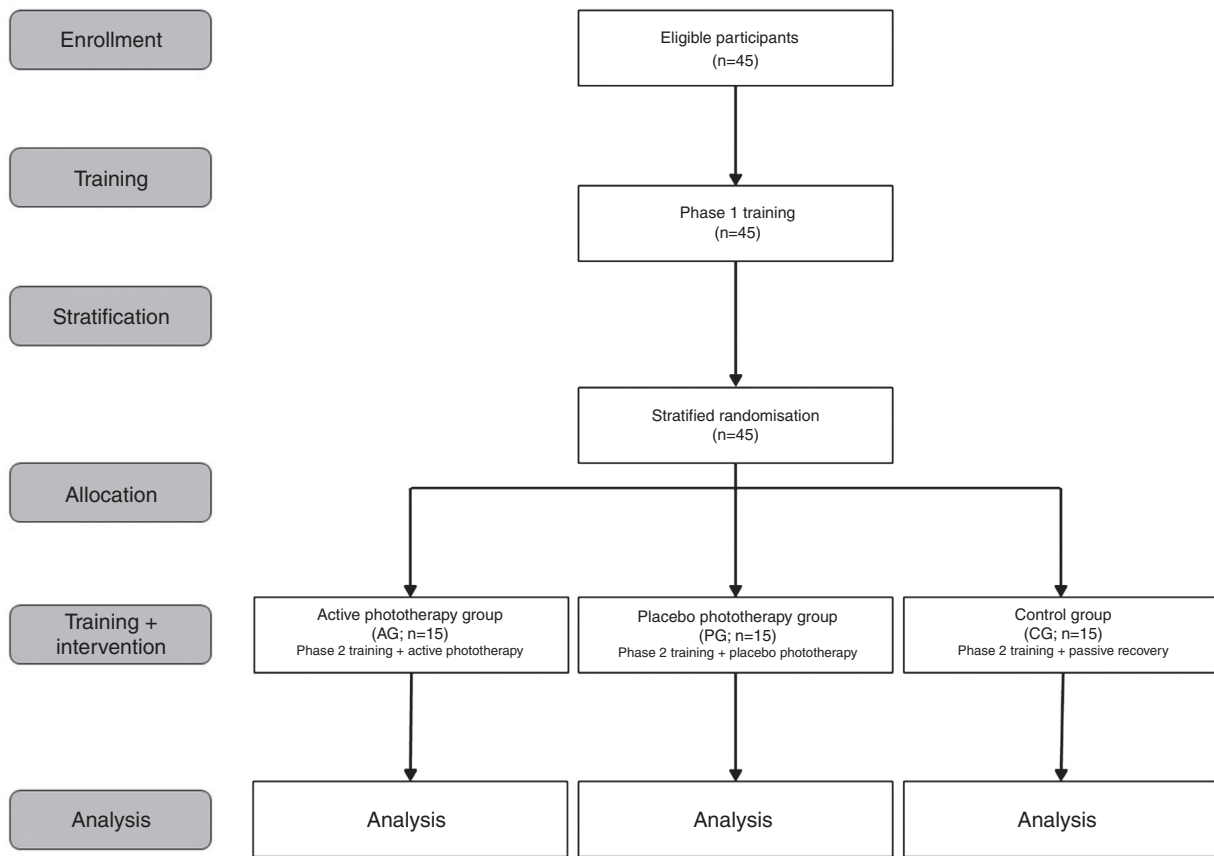 Enrollment
Eligible participants
(n=45)
Training
Phase 1 training
(n=45)
Stratification
Stratified randomisation
(n=45)
Allocation
Training +
intervention
Active phototherapy group
(AG; n=15)
Phase 2 training + active phototherapy
Placebo phototherapy group
(PG; n=15)
Phase 2 training + placebo phototherapy
Control group
(CG; n=15)
Phase 2 training + passive recovery
Analysis
Analysis
Analysis
Analysis